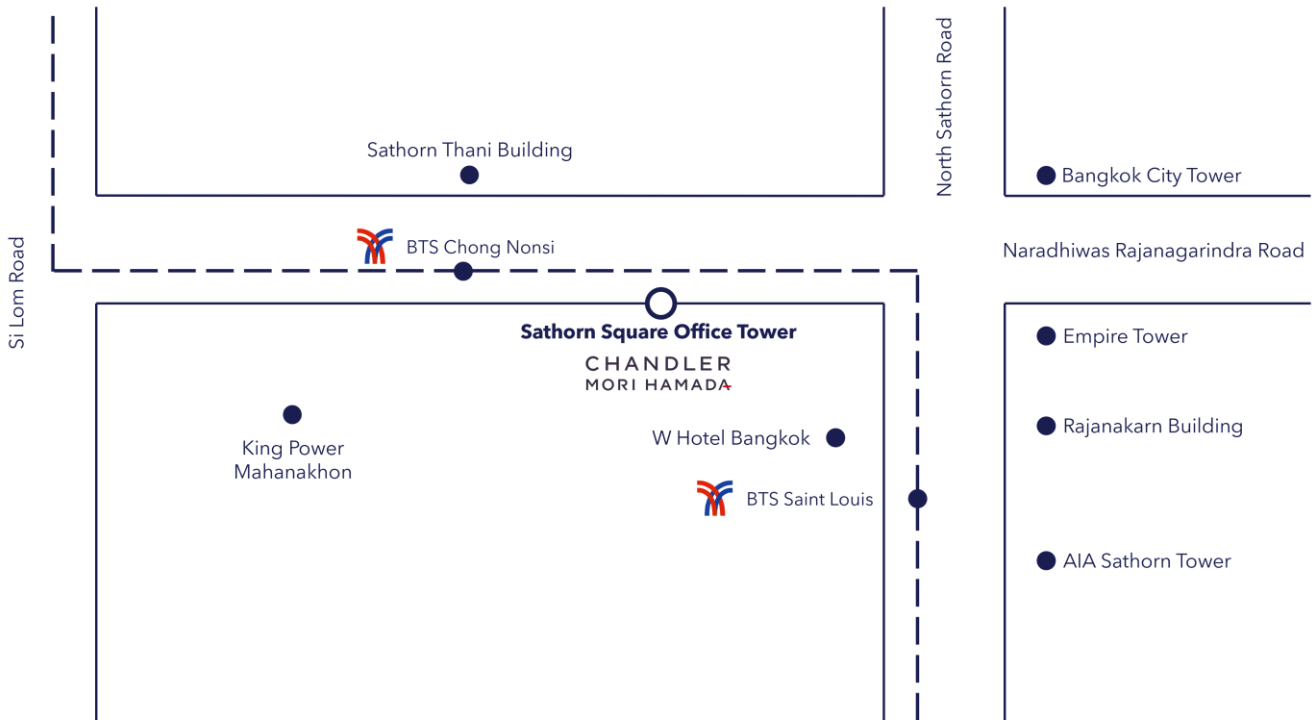 North Sathorn Road
Sathorn Thani Building
Bangkok City Tower
BTS Chong Nonsi
Naradhiwas Rajanagarindra Road
Si Lom Road
Sathorn Square Office Tower
CHANDLER
MORI HAMADA
Empire Tower
King Power
Mahanakhon
W Hotel Bangkok
Rajanakarn Building
BTS Saint Louis
AIA Sathorn Tower